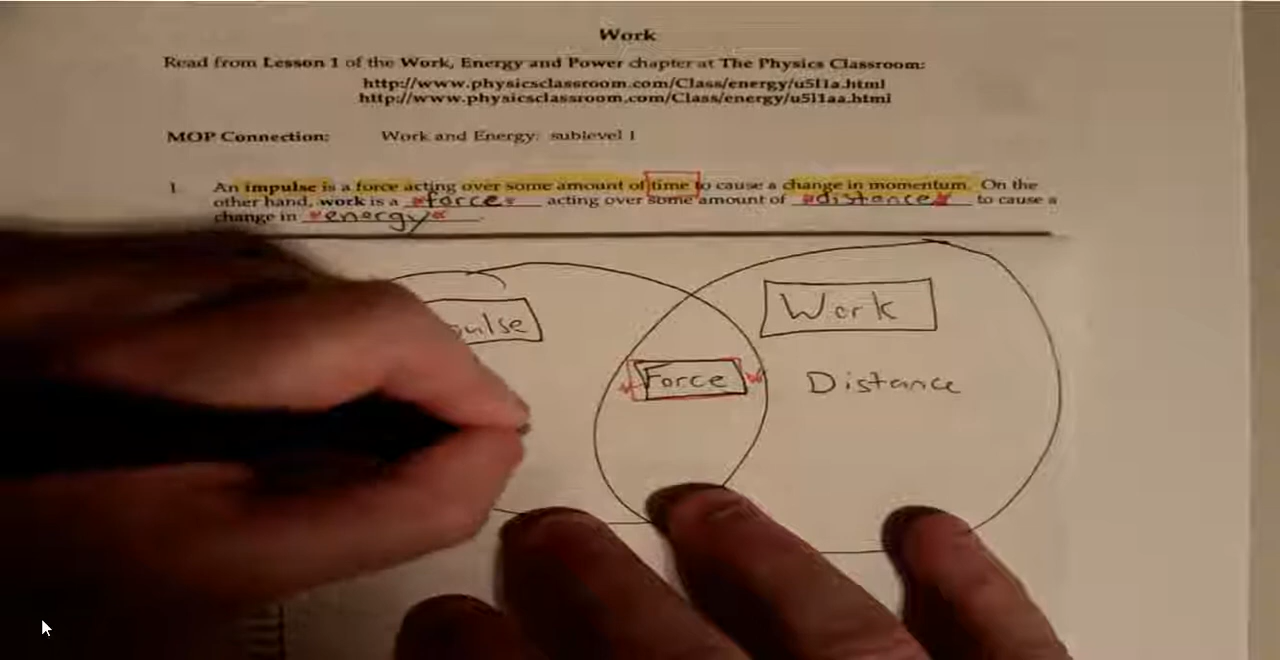 Work
Read from Lesson 1 of the Work, Energy and Power chapter at The Physics Classroom:
http://www.physicsclassroom.com/Class/energy/u5l1a.html
http://www.physicsclassroom.com/Class/energy/u5l1aa.html
MOP Connection: Work and Energy: sublevel 1
1. An impulse is a force acting over some amount of time to cause a change in momentum. On the
other hand, work is a force acting over some amount of distance to cause a
change in energy.
ulse
Work
Force
Distance